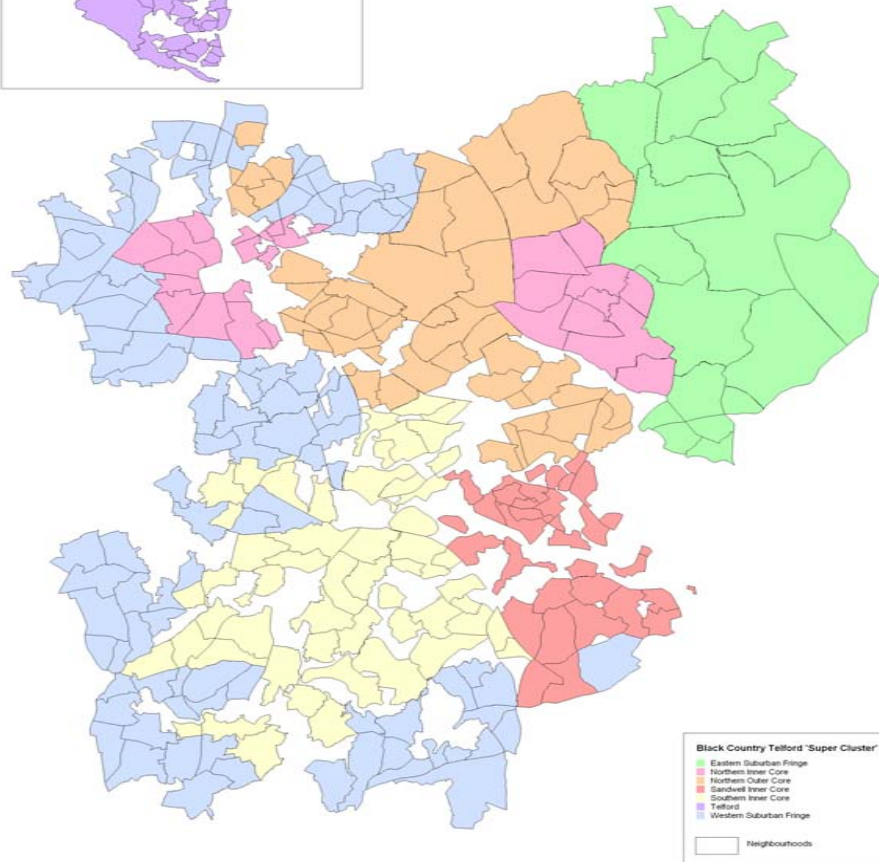 Black Country Telford 'Super Cluster'
Eastern Suburban Fringe
Northern Inner Core
Northern Outer Core
Sandwell Inner Core
Southern Inner Core
Telford
Western Suburban Fringe
Neighbourhoods